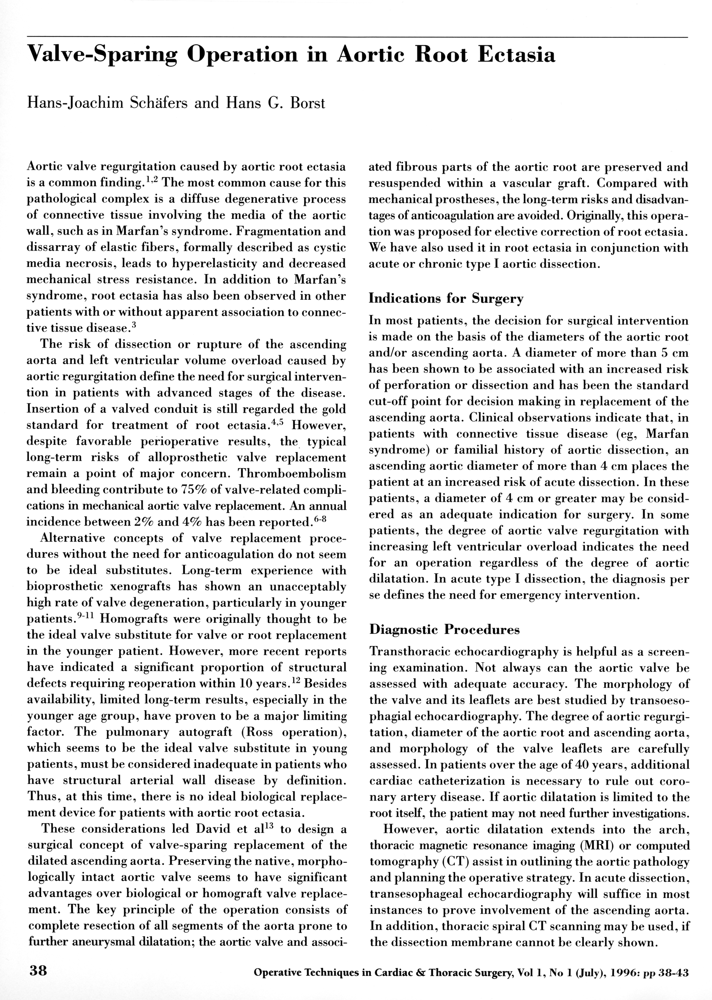 Valve-Sparing Operation in Aortic Root Ectasia
Hans-Joachim Schäfers and Hans G. Borst
Aortic valve regurgitation caused by aortic root ectasia
is a common finding.1,2 The most common cause for this
pathological complex is a diffuse degenerative process
of connective tissue involving the media of the aortic
wall, such as in Marfan's syndrome. Fragmentation and
dissarray of elastic fibers, formally described as cystic
media necrosis, leads to hyperelasticity and decreased
mechanical stress resistance. In addition to Marfan's
syndrome, root ectasia has also been observed in other
patients with or without apparent association to connec-
tive tissue disease.3
The risk of dissection or rupture of the ascending
aorta and left ventricular volume overload caused by
aortic regurgitation define the need for surgical interven-
tion in patients with advanced stages of the disease.
Insertion of a valved conduit is still regarded the gold
standard for treatment of root ectasia.4,5 However,
despite favorable perioperative results, the typical
long-term risks of alloprosthetic valve replacement
remain a point of major concern. Thromboembolism
and bleeding contribute to 75% of valve-related compli-
cations in mechanical aortic valve replacement. An annual
incidence between 2% and 4% has been reported.6-8
Alternative concepts of valve replacement proce-
dures without the need for anticoagulation do not seem
to be ideal substitutes. Long-term experience with
bioprosthetic xenografts has shown an unacceptably
high rate of valve degeneration, particularly in younger
patients.9-11 Homografts were originally thought to be
the ideal valve substitute for valve or root replacement
in the younger patient. However, more recent reports
have indicated a significant proportion of structural
defects requiring reoperation within 10 years.12 Besides
availability, limited long-term results, especially in the
younger age group, have proven to be a major limiting
factor. The pulmonary autograft (Ross operation),
which seems to be the ideal valve substitute in young
patients, must be considered inadequate in patients who
have structural arterial wall disease by definition.
Thus, at this time, there is no ideal biological replace-
ment device for patients with aortic root ectasia.
These considerations led David et al13 to design a
surgical concept of valve-sparing replacement of the
dilated ascending aorta. Preserving the native, morpho-
logically intact aortic valve seems to have significant
advantages over biological or homograft valve replace-
ment. The key principle of the operation consists of
complete resection of all segments of the aorta prone to
further aneurysmal dilatation; the aortic valve and associ-
ated fibrous parts of the aortic root are preserved and
resuspended within a vascular graft. Compared with
mechanical prostheses, the long-term risks and disadvan-
tages of anticoagulation are avoided. Originally, this opera-
tion was proposed for elective correction of root ectasia.
We have also used it in root ectasia in conjunction with
acute or chronic type I aortic dissection.
Indications for Surgery
In most patients, the decision for surgical intervention
is made on the basis of the diameters of the aortic root
and/or ascending aorta. A diameter of more than 5 cm
has been shown to be associated with an increased risk
of perforation or dissection and has been the standard
cut-off point for decision making in replacement of the
ascending aorta. Clinical observations indicate that, in
patients with connective tissue disease (eg, Marfan
syndrome) or familial history of aortic dissection, an
ascending aortic diameter of more than 4 cm places the
patient at an increased risk of acute dissection. In these
patients, a diameter of 4 cm or greater may be consid-
ered as an adequate indication for surgery. In some
patients, the degree of aortic valve regurgitation with
increasing left ventricular overload indicates the need
for an operation regardless of the degree of aortic
dilatation. In acute type I dissection, the diagnosis per
se defines the need for emergency intervention.
Diagnostic Procedures
Transthoracic echocardiography is helpful as a screen-
ing examination. Not always can the aortic valve be
assessed with adequate accuracy. The morphology of
the valve and its leaflets are best studied by transoeso-
phagial echocardiography. The degree of aortic regurgi-
tation, diameter of the aortic root and ascending aorta,
and morphology of the valve leaflets are carefully
assessed. In patients over the age of 40 years, additional
cardiac catheterization is necessary to rule out coro-
nary artery disease. If aortic dilatation is limited to the
root itself, the patient may not need further investigations.
However, aortic dilatation extends into the arch,
thoracic magnetic resonance imaging (MRI) or computed
tomography (CT) assist in outlining the aortic pathology
and planning the operative strategy. In acute dissection,
transesophageal echocardiography will suffice in most
instances to prove involvement of the ascending aorta.
In addition, thoracic spiral CT scanning may be used, if
the dissection membrane cannot be clearly shown.
38
Operative Techniques in Cardiac & Thoracic Surgery, Vol 1, No 1 (July), 1996: pp 38-43